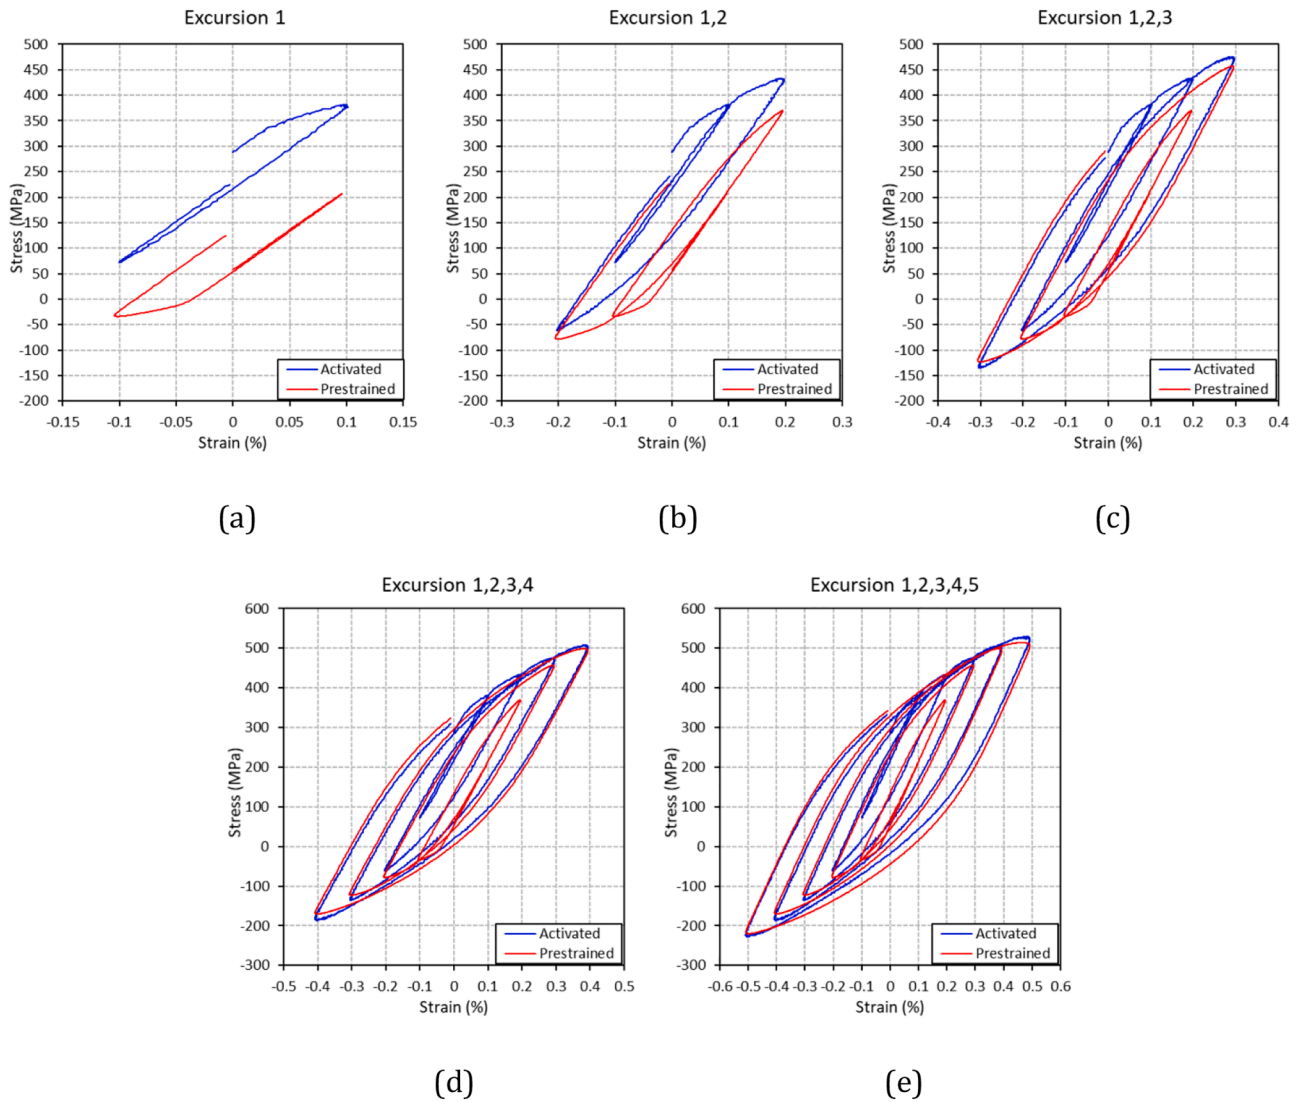 Excursion 1
500
450
400
350
300
250
200
150
100
50
0
-50
-100
-150
-200
Stress (MPa)
-0.15 -0.1 -0.05 0 0.05 0.1 0.15
Strain (%)
Activated
Prestrained
(a)
Excursion 1,2
500
450
400
350
300
250
200
150
100
50
0
-50
-100
-150
-200
Stress (MPa)
-0.3 -0.2 -0.1 0 0.1 0.2 0.3
Strain (%)
Activated
Prestrained
(b)
Excursion 1,2,3
500
450
400
350
300
250
200
150
100
50
0
-50
-100
-150
-200
Stress (MPa)
-0.4 -0.3 -0.2 -0.1 0 0.1 0.2 0.3 0.4
Strain (%)
Activated
Prestrained
(c)
Excursion 1,2,3,4
600
500
400
300
200
100
0
-100
-200
-300
Stress (MPa)
-0.5 -0.4 -0.3 -0.2 -0.1 0 0.1 0.2 0.3 0.4 0.5
Strain (%)
Activated
Prestrained
(d)
Excursion 1,2,3,4,5
600
500
400
300
200
100
0
-100
-200
-300
Stress (MPa)
-0.6 -0.5 -0.4 -0.3 -0.2 -0.1 0 0.1 0.2 0.3 0.4 0.5 0.6
Strain (%)
Activated
Prestrained
(e)